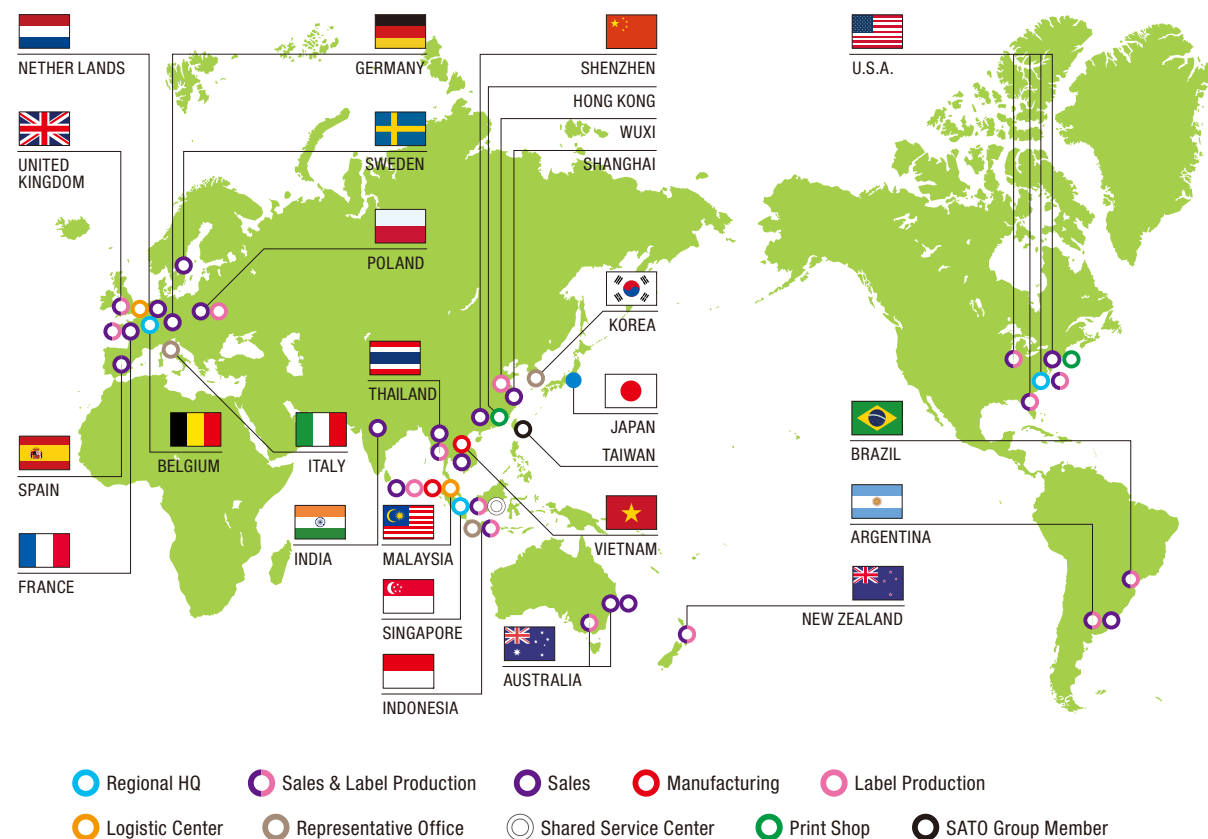 NETHER LANDS
GERMANY
SHENZHEN
U.S.A.
HONG KONG
WUXI
UNITED
KINGDOM
SWEDEN
SHANGHAI
POLAND
KOREA
THAILAND
JAPAN
BRAZIL
TAIWAN
SPAIN
BELGIUM
ITALY
ARGENTINA
INDIA
MALAYSIA
VIETNAM
FRANCE
NEW ZEALAND
SINGAPORE
AUSTRALIA
INDONESIA
Regional HQ
Sales & Label Production
Sales
Manufacturing
Label Production
Logistic Center
Representative Office
Shared Service Center
Print Shop
SATO Group Member